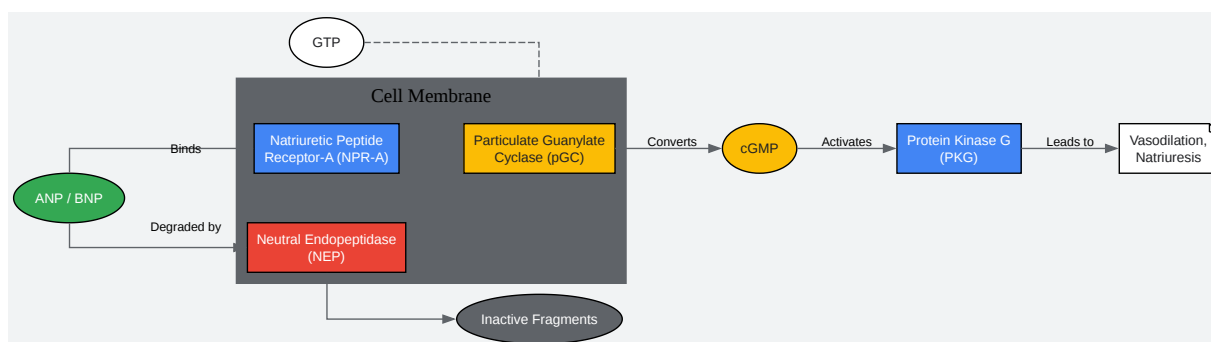 GTP
Cell Membrane
Natriuretic Peptide
Receptor-A (NPR-A)
Particulate Guanylate
Cyclase (pGC)
Binds
Converts
cGMP
Activates
Protein Kinase G
(PKG)
Leads to
Vasodilation,
Natriuresis
ANP / BNP
Degraded by
Neutral Endopeptidase
(NEP)
Inactive Fragments